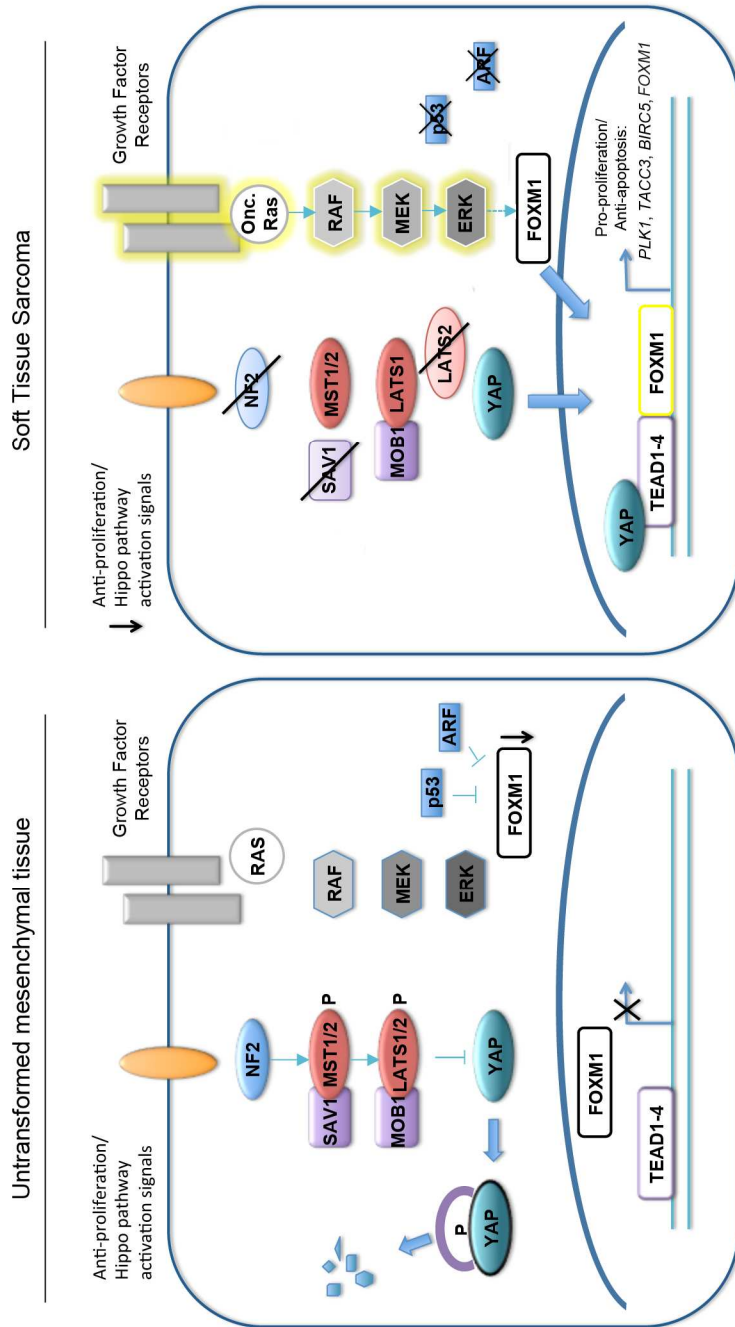 Untransformed mesenchymal tissue
Anti-proliferation/
Hippo pathway
activation signals
Growth Factor
Receptors
NF2
RAS
SAV1
MST1/2
P
RAF
MOB1
LATS1/2
P
MEK
p53
ARF
YAP
ERK
FOXM1
P
YAP
FOXM1
TEAD1-4
Soft Tissue Sarcoma
Anti-proliferation/
Hippo pathway
activation signals
Growth Factor
Receptors
NF2
Onc.
Ras
SAV1
MST1/2
RAF
MOB1
LATS1
MEK
LATS2
p53
ARF
YAP
ERK
FOXM1
YAP
TEAD1-4
FOXM1
Pro-proliferation/
Anti-apoptosis:
PLK1, TACC3, BIRC5, FOXM1